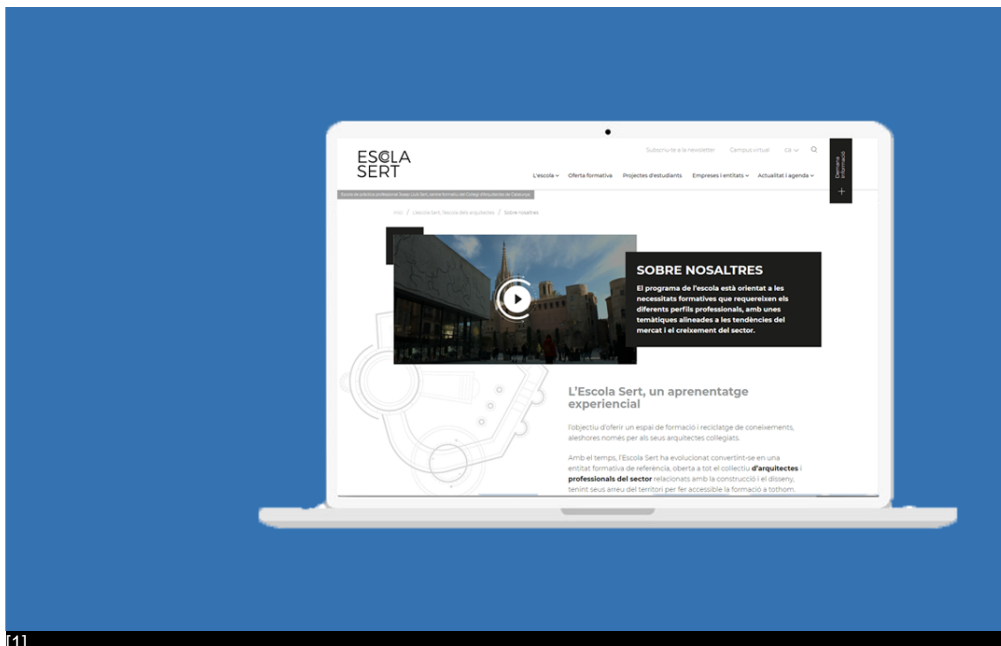 ESCOLA
SERT
Subscriu-te a la newsletter Campus virtual
L'escola Oferta formativa Projectes d'estudiants Empreses i entitats Actualitat i agenda
Demana
informació
+
Inici / L'escola Sert, l'escola dels arquitectes / Sobre nosaltres
SOBRE NOSALTRES
El programa de l'escola està orientat a les
necessitats formatives que requereixen els
diferents perfils professionals, amb unes
temàtiques alineades a les tendències del
mercat i el creixement del sector.
L'Escola Sert, un aprenentatge
experiencial
l'objectiu d'oferir un espai de formació i reciclatge de coneixements,
aleshores només per als seus arquitectes col·legiats.
Amb el temps, l'Escola Sert ha evolucionat convertint-se en una
entitat formativa de referència, oberta a tot el col·lectiu d'arquitectes i
professionals del sector relacionats amb la construcció i el disseny,
tenint seus arreu del territori per fer accessible la formació a tothom.
[1]